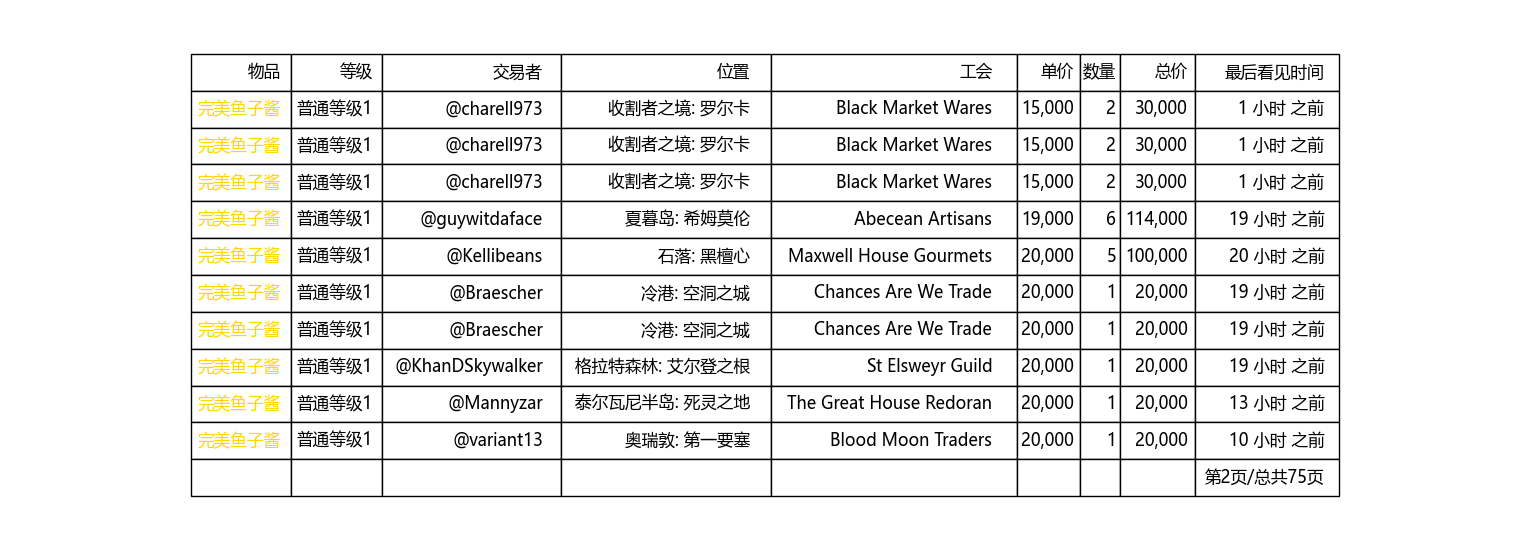 物品 等级 交易者 位置 工会 单价 数量 总价 最后看见时间
完美鱼子酱 普通等级1 @charell973 收割者之境: 罗尔卡 Black Market Wares 15,000 2 30,000 1 小时 之前
完美鱼子酱 普通等级1 @charell973 收割者之境: 罗尔卡 Black Market Wares 15,000 2 30,000 1 小时 之前
完美鱼子酱 普通等级1 @charell973 收割者之境: 罗尔卡 Black Market Wares 15,000 2 30,000 1 小时 之前
完美鱼子酱 普通等级1 @guywitdaface 夏暮岛: 希姆莫伦 Abecean Artisans 19,000 6 114,000 19 小时 之前
完美鱼子酱 普通等级1 @Kellibeans 石落: 黑檀心 Maxwell House Gourmets 20,000 5 100,000 20 小时 之前
完美鱼子酱 普通等级1 @Braescher 冷港: 空洞之城 Chances Are We Trade 20,000 1 20,000 19 小时 之前
完美鱼子酱 普通等级1 @Braescher 冷港: 空洞之城 Chances Are We Trade 20,000 1 20,000 19 小时 之前
完美鱼子酱 普通等级1 @KhanDSkywalker 格拉特森林: 艾尔登之根 St Elsweyr Guild 20,000 1 20,000 19 小时 之前
完美鱼子酱 普通等级1 @Mannyzar 泰尔瓦尼半岛: 死灵之地 The Great House Redoran 20,000 1 20,000 13 小时 之前
完美鱼子酱 普通等级1 @variant13 奥瑞敦: 第一要塞 Blood Moon Traders 20,000 1 20,000 10 小时 之前
第2页/总共75页